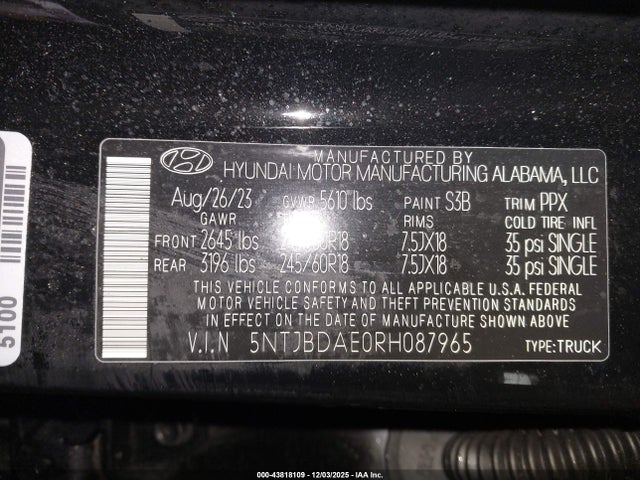 MANUFACTURED BY
HYUNDAI MOTOR MANUFACTURING ALABAMA, LLC
Aug/26/23 GVWR 5610 lbs PAINT S3B TRIM PPX
GAWR RIMS COLD TIRE INFL
FRONT 2645 lbs 245/60R18 7.5JX18 35 psi SINGLE
REAR 3196 lbs 245/60R18 7.5JX18 35 psi SINGLE
THIS VEHICLE CONFORMS TO ALL APPLICABLE U.S.A. FEDERAL
MOTOR VEHICLE SAFETY AND THEFT PREVENTION STANDARDS
IN EFFECT ON THE DATE OF MANUFACTURE SHOWN ABOVE
V.I.N 5NTJBDAE0RH087965 TYPE:TRUCK
5100
000-43818109 - 12/03/2025 - IAA Inc.